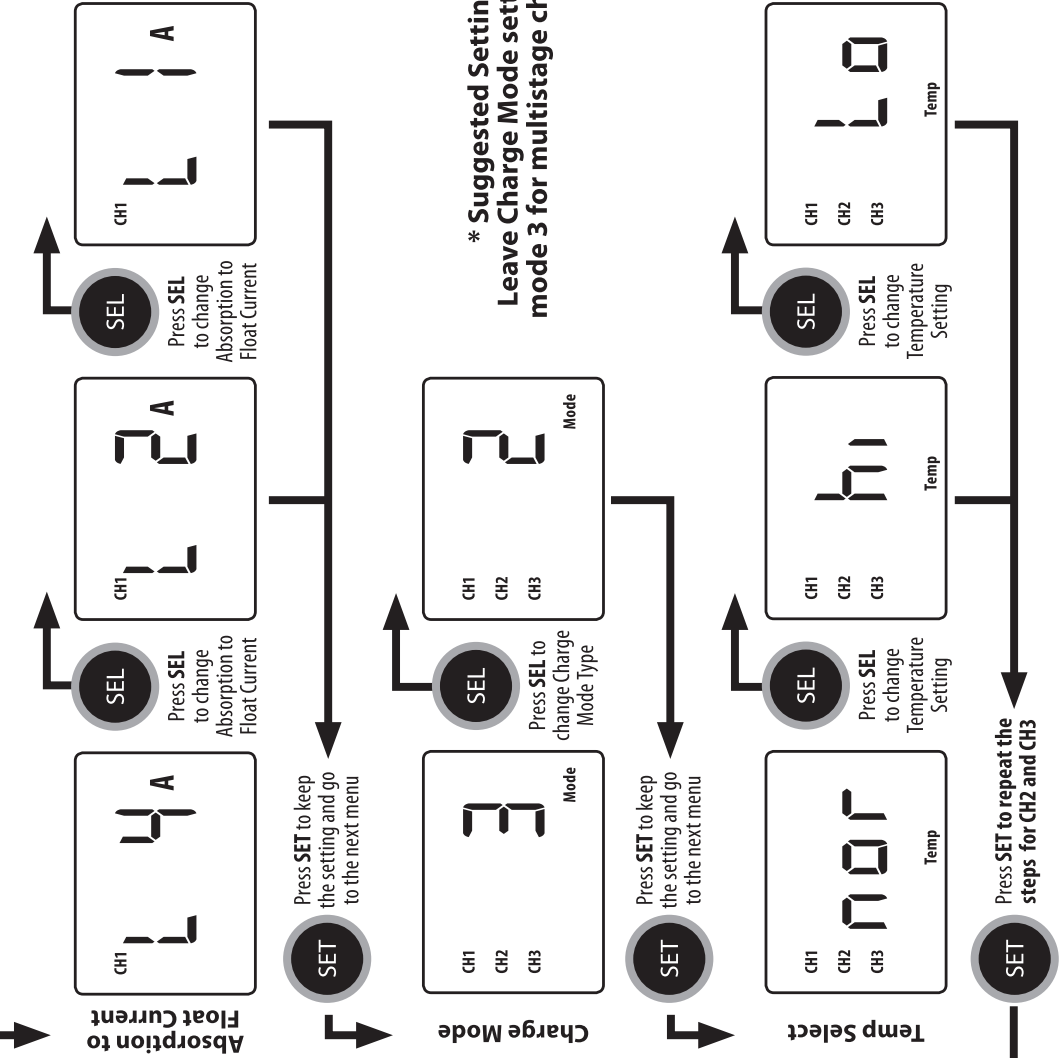 Absorption to
Float Current
CH1
L 4 A
SEL
Press SEL
to change
Absorption to
Float Current
CH1
L 2 A
SEL
Press SEL
to change
Absorption to
Float Current
CH1
L 1 A
SET
Press SET to keep
the setting and go
to the next menu
Charge Mode
CH1
CH2
CH3
3
Mode
SEL
Press SEL to
change Charge
Mode Type
CH1
CH2
CH3
2
Mode
* Suggested Settin
Leave Charge Mode set
mode 3 for multistage ch
SET
Press SET to keep
the setting and go
to the next menu
Temp Select
CH1
CH2
CH3
nor
Temp
SEL
Press SEL
to change
Temperature
Setting
CH1
CH2
CH3
hi
Temp
SEL
Press SEL
to change
Temperature
Setting
CH1
CH2
CH3
Lo
Temp
SET
Press SET to repeat the
steps for CH2 and CH3